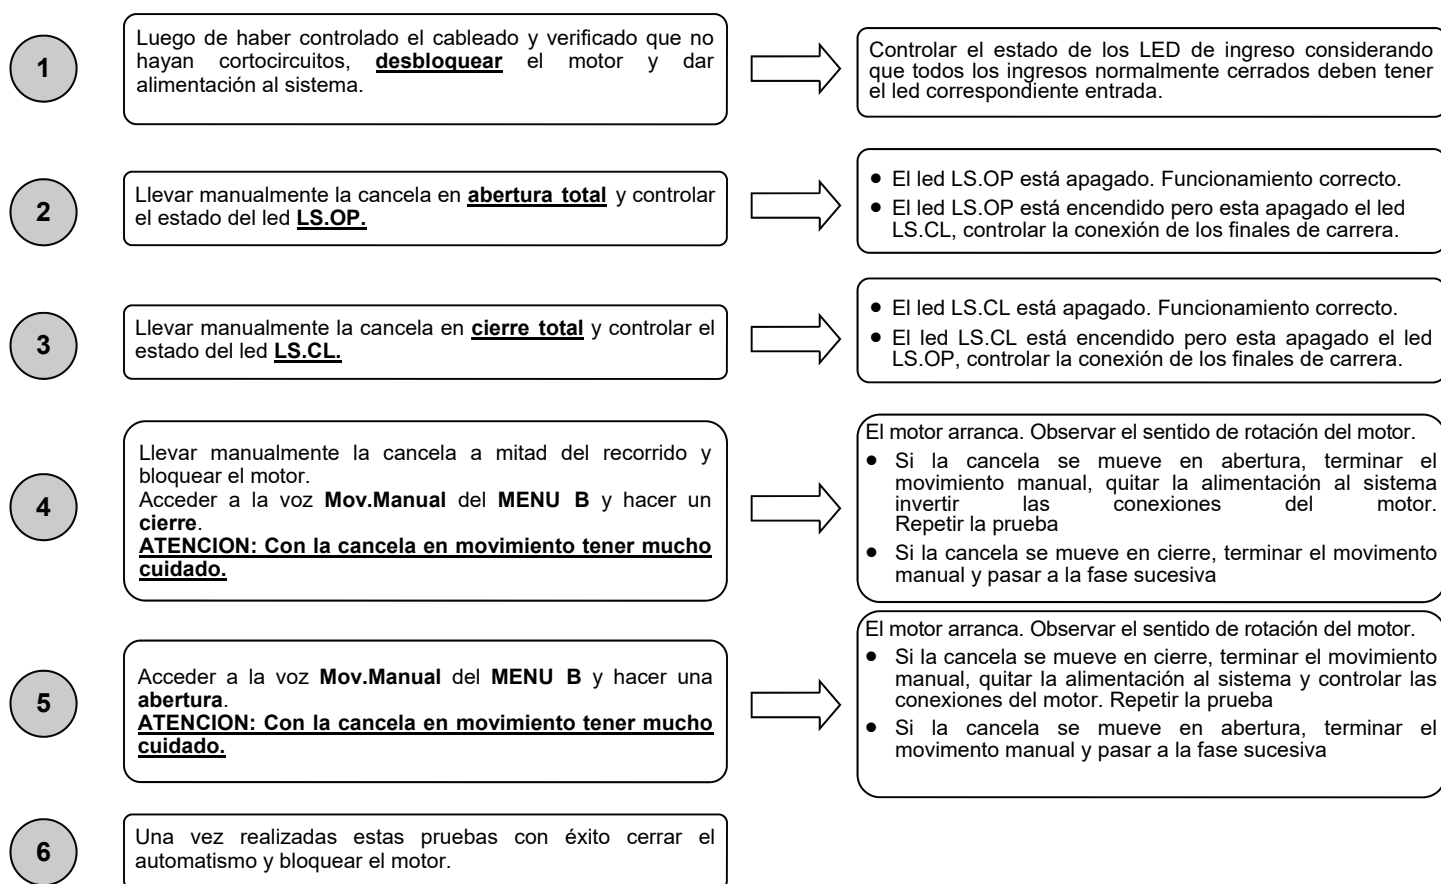 1
Luego de haber controlado el cableado y verificado que no
hayan cortocircuitos, desbloquear el motor y dar
alimentación al sistema.
Controlar el estado de los LED de ingreso considerando
que todos los ingresos normalmente cerrados deben tener
el led correspondiente entrada.
2
Llevar manualmente la cancela en abertura total y controlar
el estado del led LS.OP.
• El led LS.OP está apagado. Funcionamiento correcto.
• El led LS.OP está encendido pero esta apagado el led
LS.CL, controlar la conexión de los finales de carrera.
3
Llevar manualmente la cancela en cierre total y controlar el
estado del led LS.CL.
• El led LS.CL está apagado. Funcionamiento correcto.
• El led LS.CL está encendido pero esta apagado el led
LS.OP, controlar la conexión de los finales de carrera.
4
Llevar manualmente la cancela a mitad del recorrido y
bloquear el motor.
Acceder a la voz Mov.Manual del MENU B y hacer un
cierre.
ATENCION: Con la cancela en movimiento tener mucho
cuidado.
El motor arranca. Observar el sentido de rotación del motor.
• Si la cancela se mueve en abertura, terminar el
movimiento manual, quitar la alimentación al sistema
invertir las conexiones del motor.
Repetir la prueba
• Si la cancela se mueve en cierre, terminar el movimento
manual y pasar a la fase sucesiva
5
Acceder a la voz Mov.Manual del MENU B y hacer una
abertura.
ATENCION: Con la cancela en movimiento tener mucho
cuidado.
El motor arranca. Observar el sentido de rotación del motor.
• Si la cancela se mueve en cierre, terminar el movimiento
manual, quitar la alimentación al sistema y controlar las
conexiones del motor. Repetir la prueba
• Si la cancela se mueve en abertura, terminar el
movimento manual y pasar a la fase sucesiva
6
Una vez realizadas estas pruebas con éxito cerrar el
automatismo y bloquear el motor.